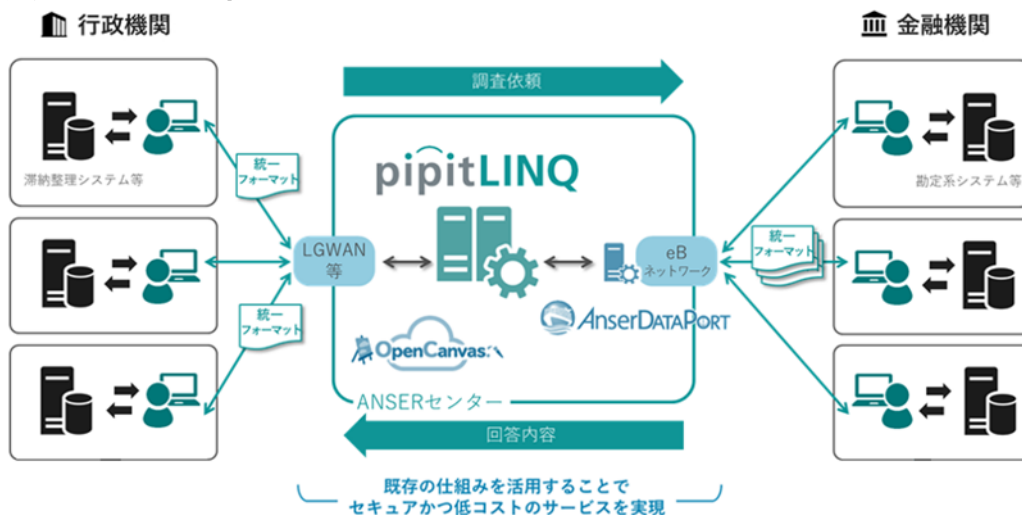 行政機関
金融機関
調査依頼
滞納整理システム等
統一
フォーマット
統一
フォーマット
pipitLINQ
LGWAN
等
OpenCanvas
eB
ネットワーク
AnserDATAPORT
ANSERセンター
勘定系システム等
統一
フォーマット
回答内容
既存の仕組みを活用することで
セキュアかつ低コストのサービスを実現